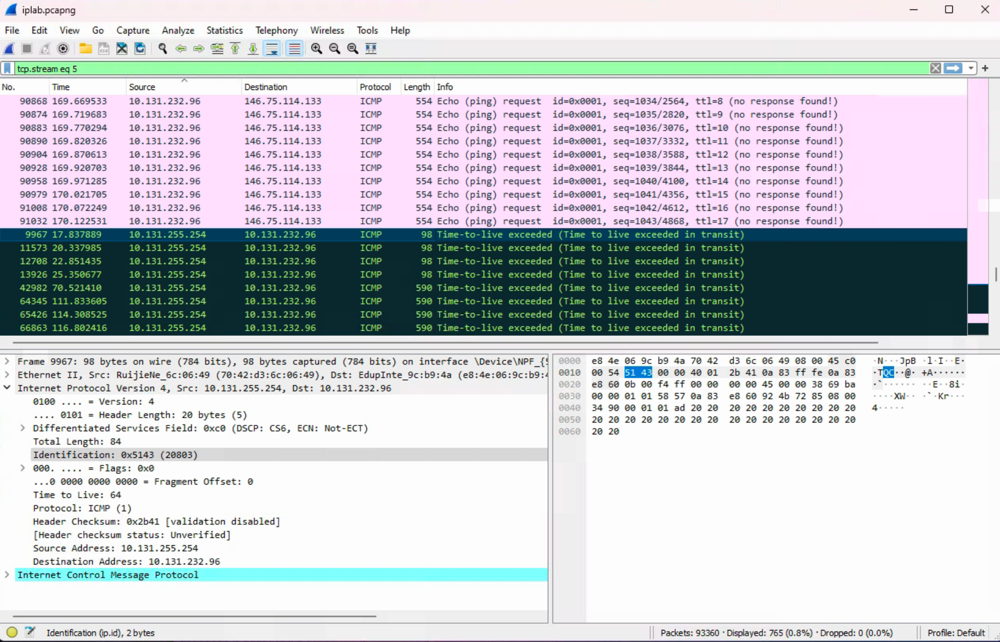 iplab.pcapng
File Edit View Go Capture Analyze Statistics Telephony Wireless Tools Help
tcp.stream eq 5
No. Time Source Destination Protocol Length Info
90868 169.669533 10.131.232.96 146.75.114.133 ICMP 554 Echo (ping) request id=0x0001, seq=1034/2564, ttl=8 (no response found!)
90874 169.719683 10.131.232.96 146.75.114.133 ICMP 554 Echo (ping) request id=0x0001, seq=1035/2820, ttl=9 (no response found!)
90883 169.770294 10.131.232.96 146.75.114.133 ICMP 554 Echo (ping) request id=0x0001, seq=1036/3076, ttl=10 (no response found!)
90890 169.820326 10.131.232.96 146.75.114.133 ICMP 554 Echo (ping) request id=0x0001, seq=1037/3332, ttl=11 (no response found!)
90904 169.870613 10.131.232.96 146.75.114.133 ICMP 554 Echo (ping) request id=0x0001, seq=1038/3588, ttl=12 (no response found!)
90928 169.920703 10.131.232.96 146.75.114.133 ICMP 554 Echo (ping) request id=0x0001, seq=1039/3844, ttl=13 (no response found!)
90958 169.971285 10.131.232.96 146.75.114.133 ICMP 554 Echo (ping) request id=0x0001, seq=1040/4100, ttl=14 (no response found!)
90979 170.021705 10.131.232.96 146.75.114.133 ICMP 554 Echo (ping) request id=0x0001, seq=1041/4356, ttl=15 (no response found!)
91008 170.072249 10.131.232.96 146.75.114.133 ICMP 554 Echo (ping) request id=0x0001, seq=1042/4612, ttl=16 (no response found!)
91032 170.122531 10.131.232.96 146.75.114.133 ICMP 554 Echo (ping) request id=0x0001, seq=1043/4868, ttl=17 (no response found!)
9967 17.837889 10.131.255.254 10.131.232.96 ICMP 98 Time-to-live exceeded (Time to live exceeded in transit)
11573 20.337985 10.131.255.254 10.131.232.96 ICMP 98 Time-to-live exceeded (Time to live exceeded in transit)
12708 22.851435 10.131.255.254 10.131.232.96 ICMP 98 Time-to-live exceeded (Time to live exceeded in transit)
13926 25.350677 10.131.255.254 10.131.232.96 ICMP 98 Time-to-live exceeded (Time to live exceeded in transit)
42982 70.521410 10.131.255.254 10.131.232.96 ICMP 590 Time-to-live exceeded (Time to live exceeded in transit)
64345 111.833605 10.131.255.254 10.131.232.96 ICMP 590 Time-to-live exceeded (Time to live exceeded in transit)
65426 114.308525 10.131.255.254 10.131.232.96 ICMP 590 Time-to-live exceeded (Time to live exceeded in transit)
66863 116.802416 10.131.255.254 10.131.232.96 ICMP 590 Time-to-live exceeded (Time to live exceeded in transit)
Frame 9967: 98 bytes on wire (784 bits), 98 bytes captured (784 bits) on interface \Device\NPF_{5
Ethernet II, Src: RuijieNe_6c:06:49 (70:42:d3:6c:06:49), Dst: EdupInte_9c:b9:4a (e8:4e:06:9c:b9:4
Internet Protocol Version 4, Src: 10.131.255.254, Dst: 10.131.232.96
0100 .... = Version: 4
.... 0101 = Header Length: 20 bytes (5)
Differentiated Services Field: 0xc0 (DSCP: CS6, ECN: Not-ECT)
Total Length: 84
Identification: 0x5143 (20803)
000. .... = Flags: 0x0
...0 0000 0000 0000 = Fragment Offset: 0
Time to Live: 64
Protocol: ICMP (1)
Header Checksum: 0x2b41 [validation disabled]
[Header checksum status: Unverified]
Source Address: 10.131.255.254
Destination Address: 10.131.232.96
Internet Control Message Protocol
0000 e8 4e 06 9c b9 4a 70 42 d3 6c 06 49 08 00 45 c0 ·N···JpB ·l·I··E·
0010 00 54 51 43 00 00 40 01 2b 41 0a 83 ff fe 0a 83 ·TQC··@· +A······
0020 e8 60 0b 00 f4 ff 00 00 00 00 45 00 00 38 69 ba ·`······ ··E··8i·
0030 00 00 01 01 58 57 0a 83 e8 60 92 4b 72 85 08 00 ····XW·· ·`·Kr···
0040 34 90 00 01 01 ad 20 20 20 20 20 20 20 20 20 20 4·····
0050 20 20 20 20 20 20 20 20 20 20 20 20 20 20 20 20
0060 20 20
Identification (ip.id), 2 bytes
Packets: 93360 · Displayed: 765 (0.8%) · Dropped: 0 (0.0%)
Profile: Default